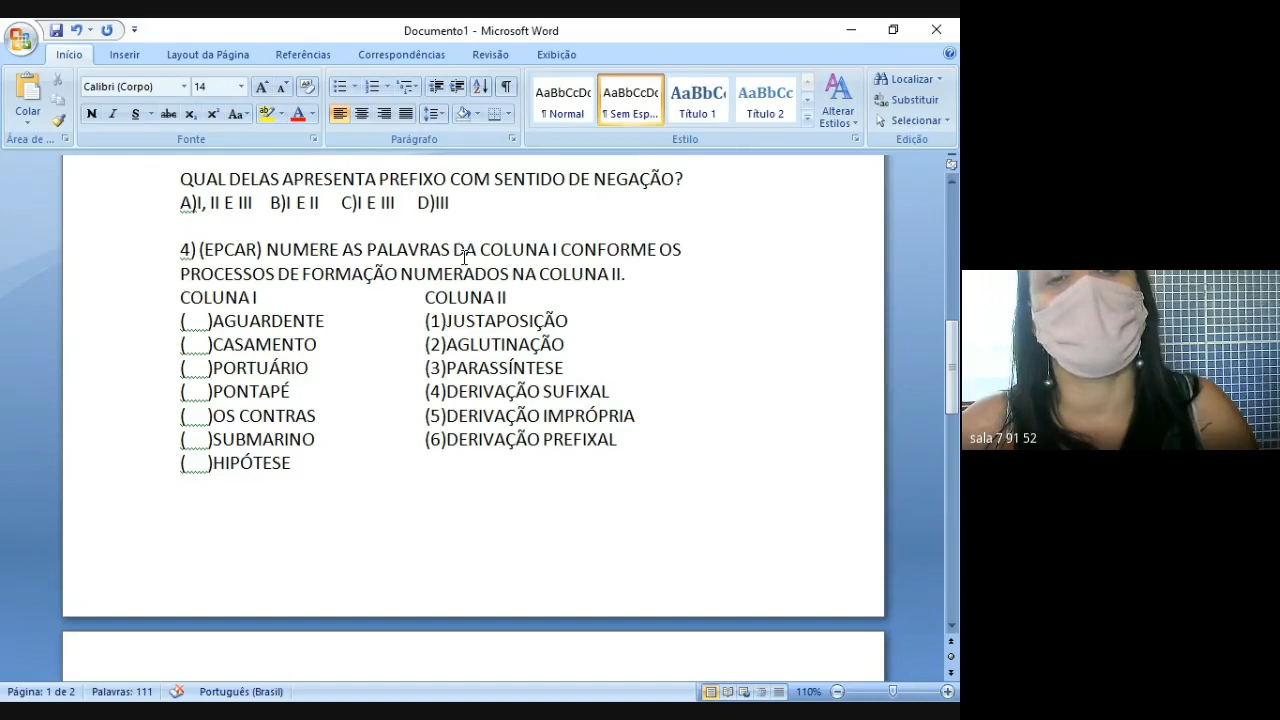 Documento1 - Microsoft Word
Início Inserir Layout da Página Referências Correspondências Revisão Exibição
Colar
Calibri (Corpo) 14
AaBbCcDc AaBbCcDc AaBbC AaBbCc
¶ Normal ¶ Sem Esp... Título 1 Título 2
Alterar Estilos
Localizar
Substituir
Selecionar
Área de ... Fonte Parágrafo Estilo Edição
QUAL DELAS APRESENTA PREFIXO COM SENTIDO DE NEGAÇÃO?
A)I, II E III B)I E II C)I E III D)III
4) (EPCAR) NUMERE AS PALAVRAS DA COLUNA I CONFORME OS
PROCESSOS DE FORMAÇÃO NUMERADOS NA COLUNA II.
COLUNA I COLUNA II
( )AGUARDENTE (1)JUSTAPOSIÇÃO
( )CASAMENTO (2)AGLUTINAÇÃO
( )PORTUÁRIO (3)PARASSÍNTESE
( )PONTAPÉ (4)DERIVAÇÃO SUFIXAL
( )OS CONTRAS (5)DERIVAÇÃO IMPRÓPRIA
( )SUBMARINO (6)DERIVAÇÃO PREFIXAL
( )HIPÓTESE
Página: 1 de 2 Palavras: 111 Português (Brasil) 110%
sala 7 91 52